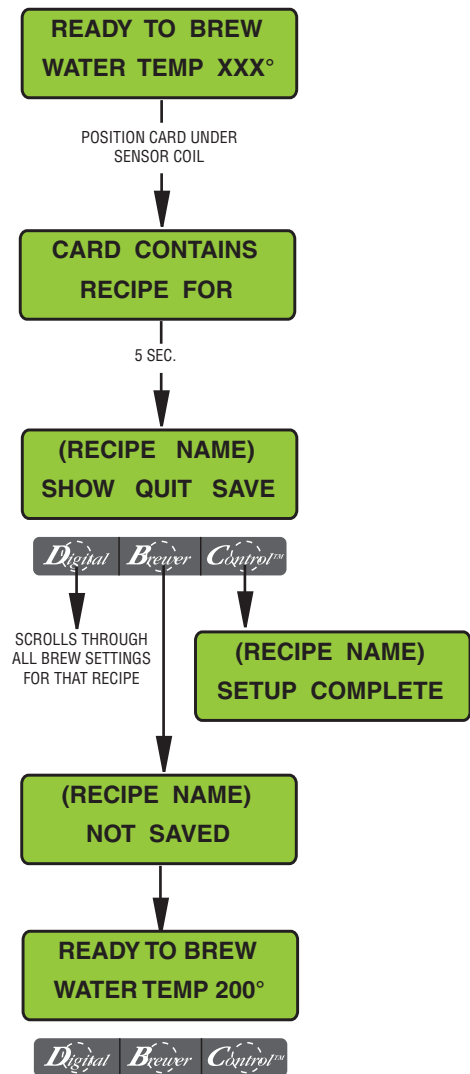 READY TO BREW
WATER TEMP XXX°
POSITION CARD UNDER
SENSOR COIL
CARD CONTAINS
RECIPE FOR
5 SEC.
(RECIPE NAME)
SHOW QUIT SAVE
Digital Brewer Control™
SCROLLS THROUGH
ALL BREW SETTINGS
FOR THAT RECIPE
(RECIPE NAME)
SETUP COMPLETE
(RECIPE NAME)
NOT SAVED
READY TO BREW
WATER TEMP 200°
Digital Brewer Control™